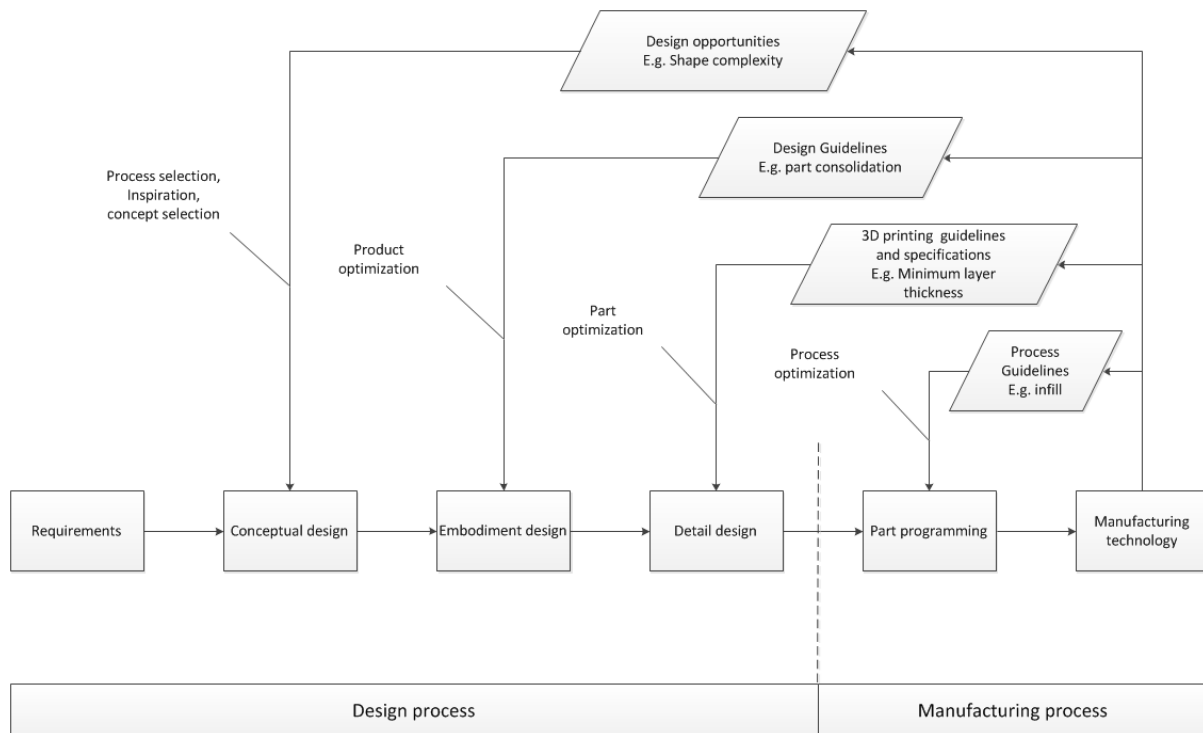 Design opportunities
E.g. Shape complexity
Design Guidelines
E.g. part consolidation
Process selection,
Inspiration,
concept selection
Product
optimization
3D printing guidelines
and specifications
E.g. Minimum layer
thickness
Part
optimization
Process
optimization
Process
Guidelines
E.g. infill
Requirements
Conceptual design
Embodiment design
Detail design
Part programming
Manufacturing
technology
Design process
Manufacturing process